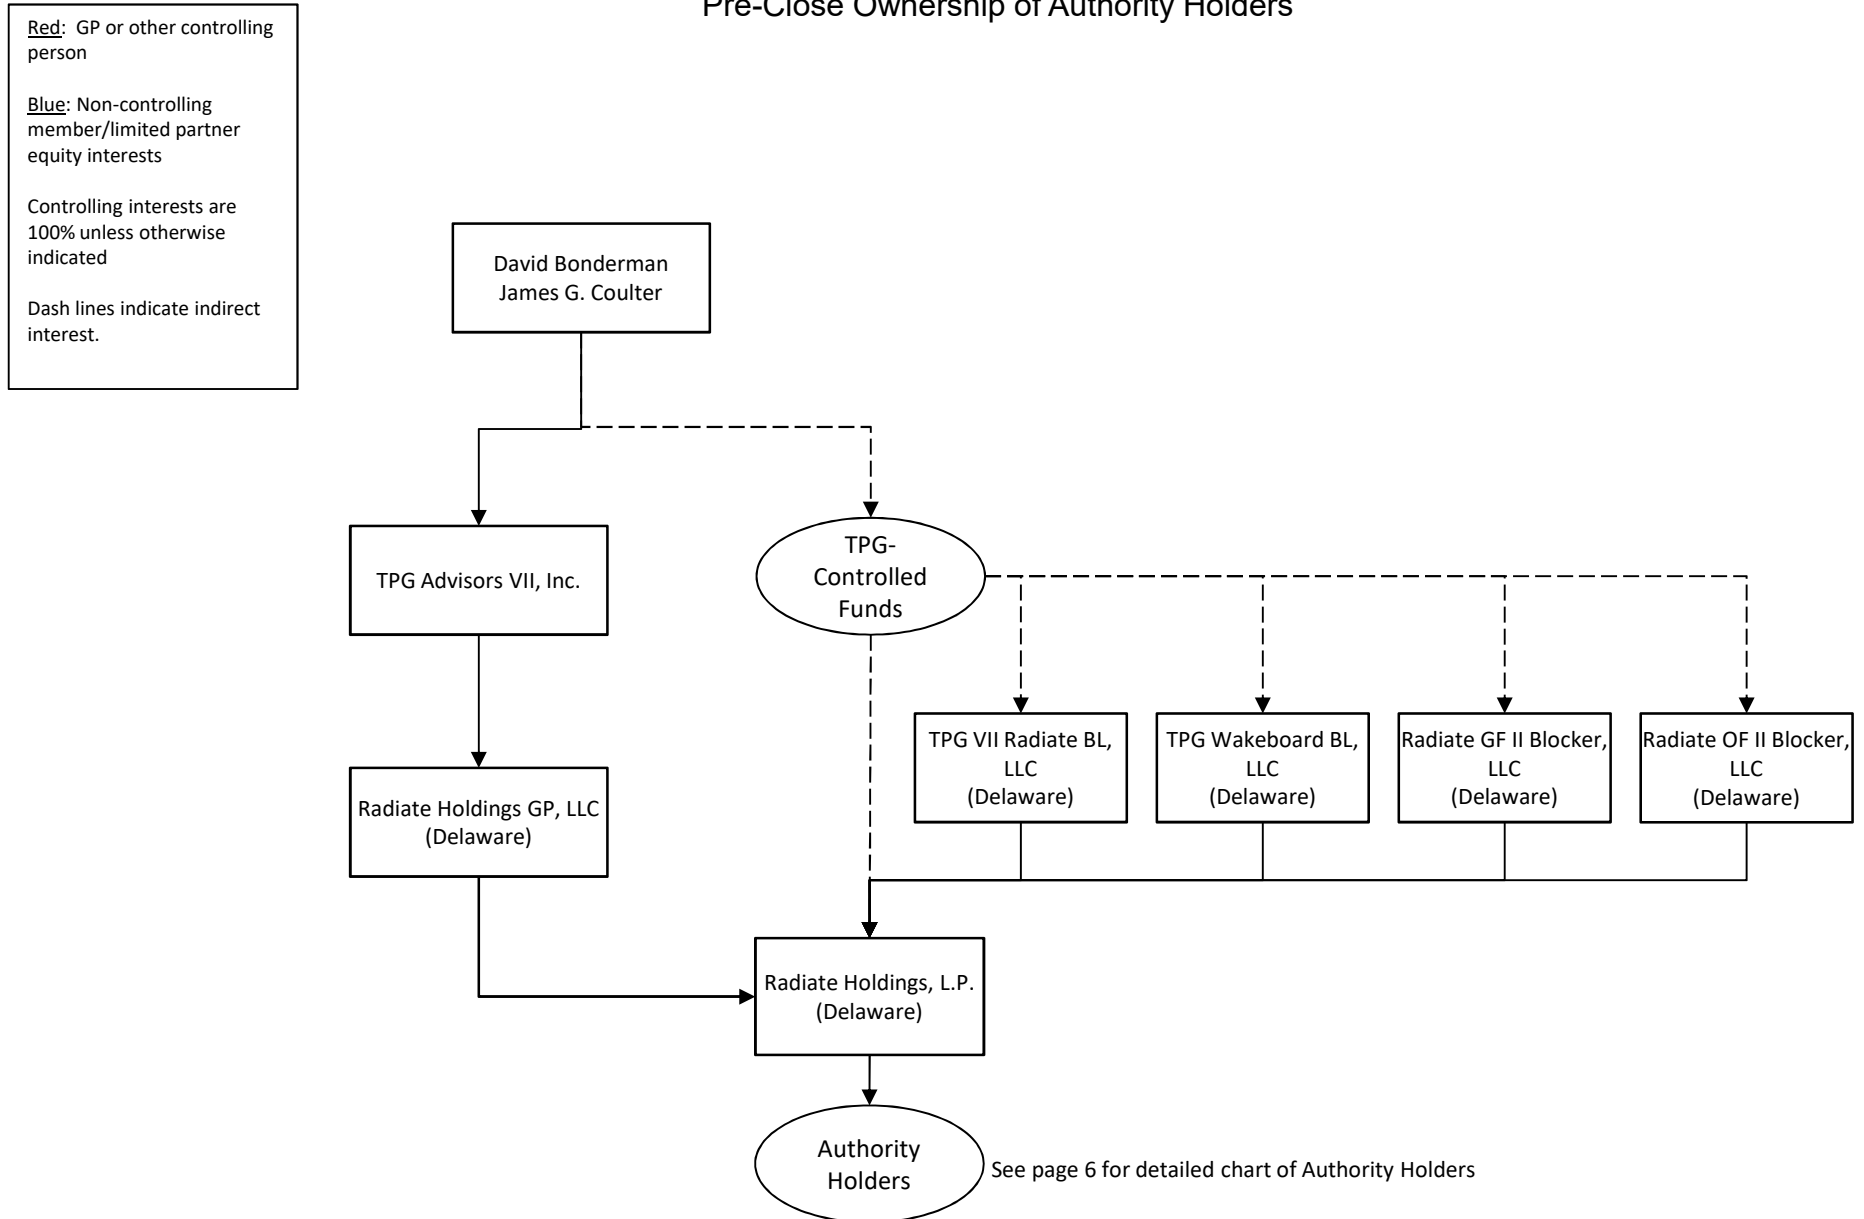 Pre-Close Ownership of Authority Holders
Red: GP or other controlling
person
Blue: Non-controlling
member/limited partner
equity interests
Controlling interests are
100% unless otherwise
indicated
Dash lines indicate indirect
interest.
David Bonderman
James G. Coulter
TPG Advisors VII, Inc.
TPG-
Controlled
Funds
Radiate Holdings GP, LLC
(Delaware)
TPG VII Radiate BL,
LLC
(Delaware)
TPG Wakeboard BL,
LLC
(Delaware)
Radiate GF II Blocker,
LLC
(Delaware)
Radiate OF II Blocker,
LLC
(Delaware)
Radiate Holdings, L.P.
(Delaware)
Authority
Holders
See page 6 for detailed chart of Authority Holders